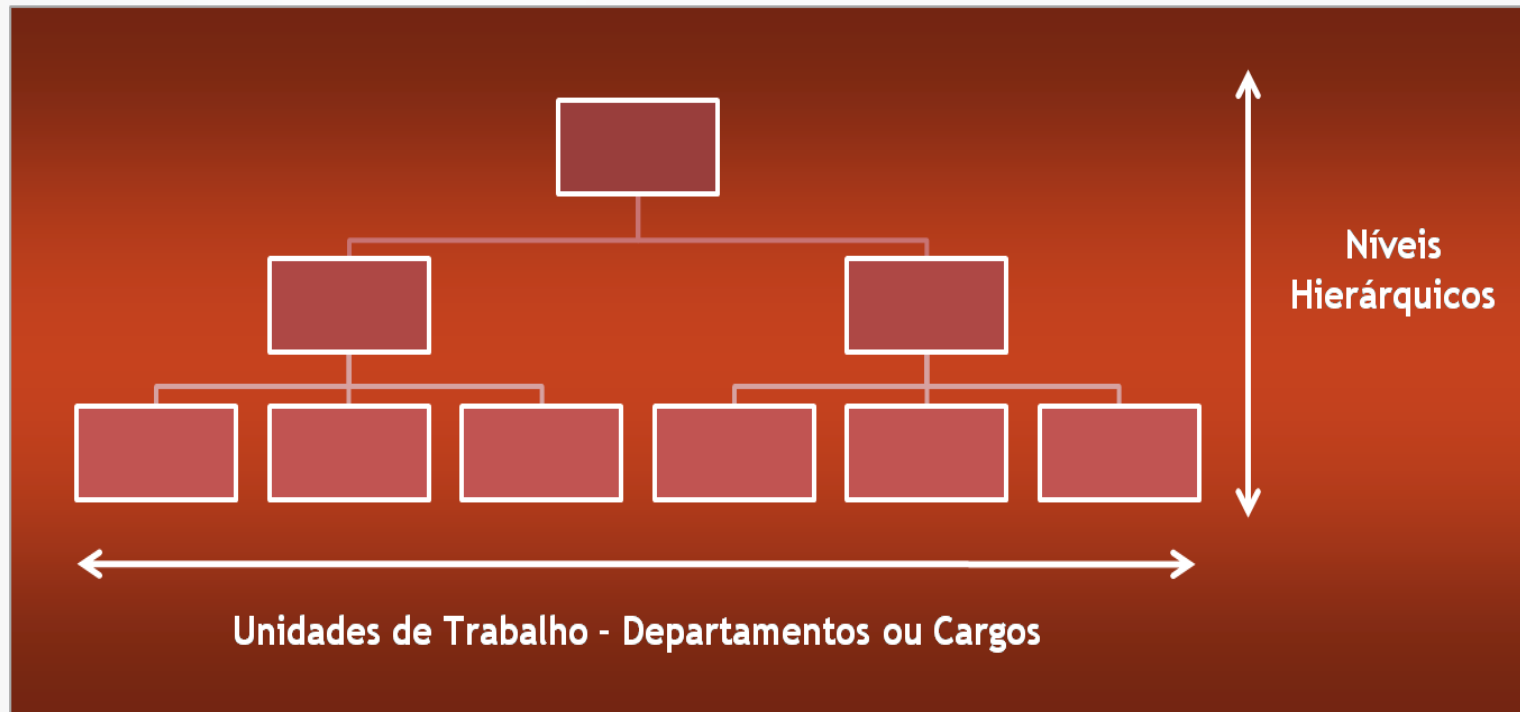 Níveis
Hierárquicos
Unidades de Trabalho - Departamentos ou Cargos